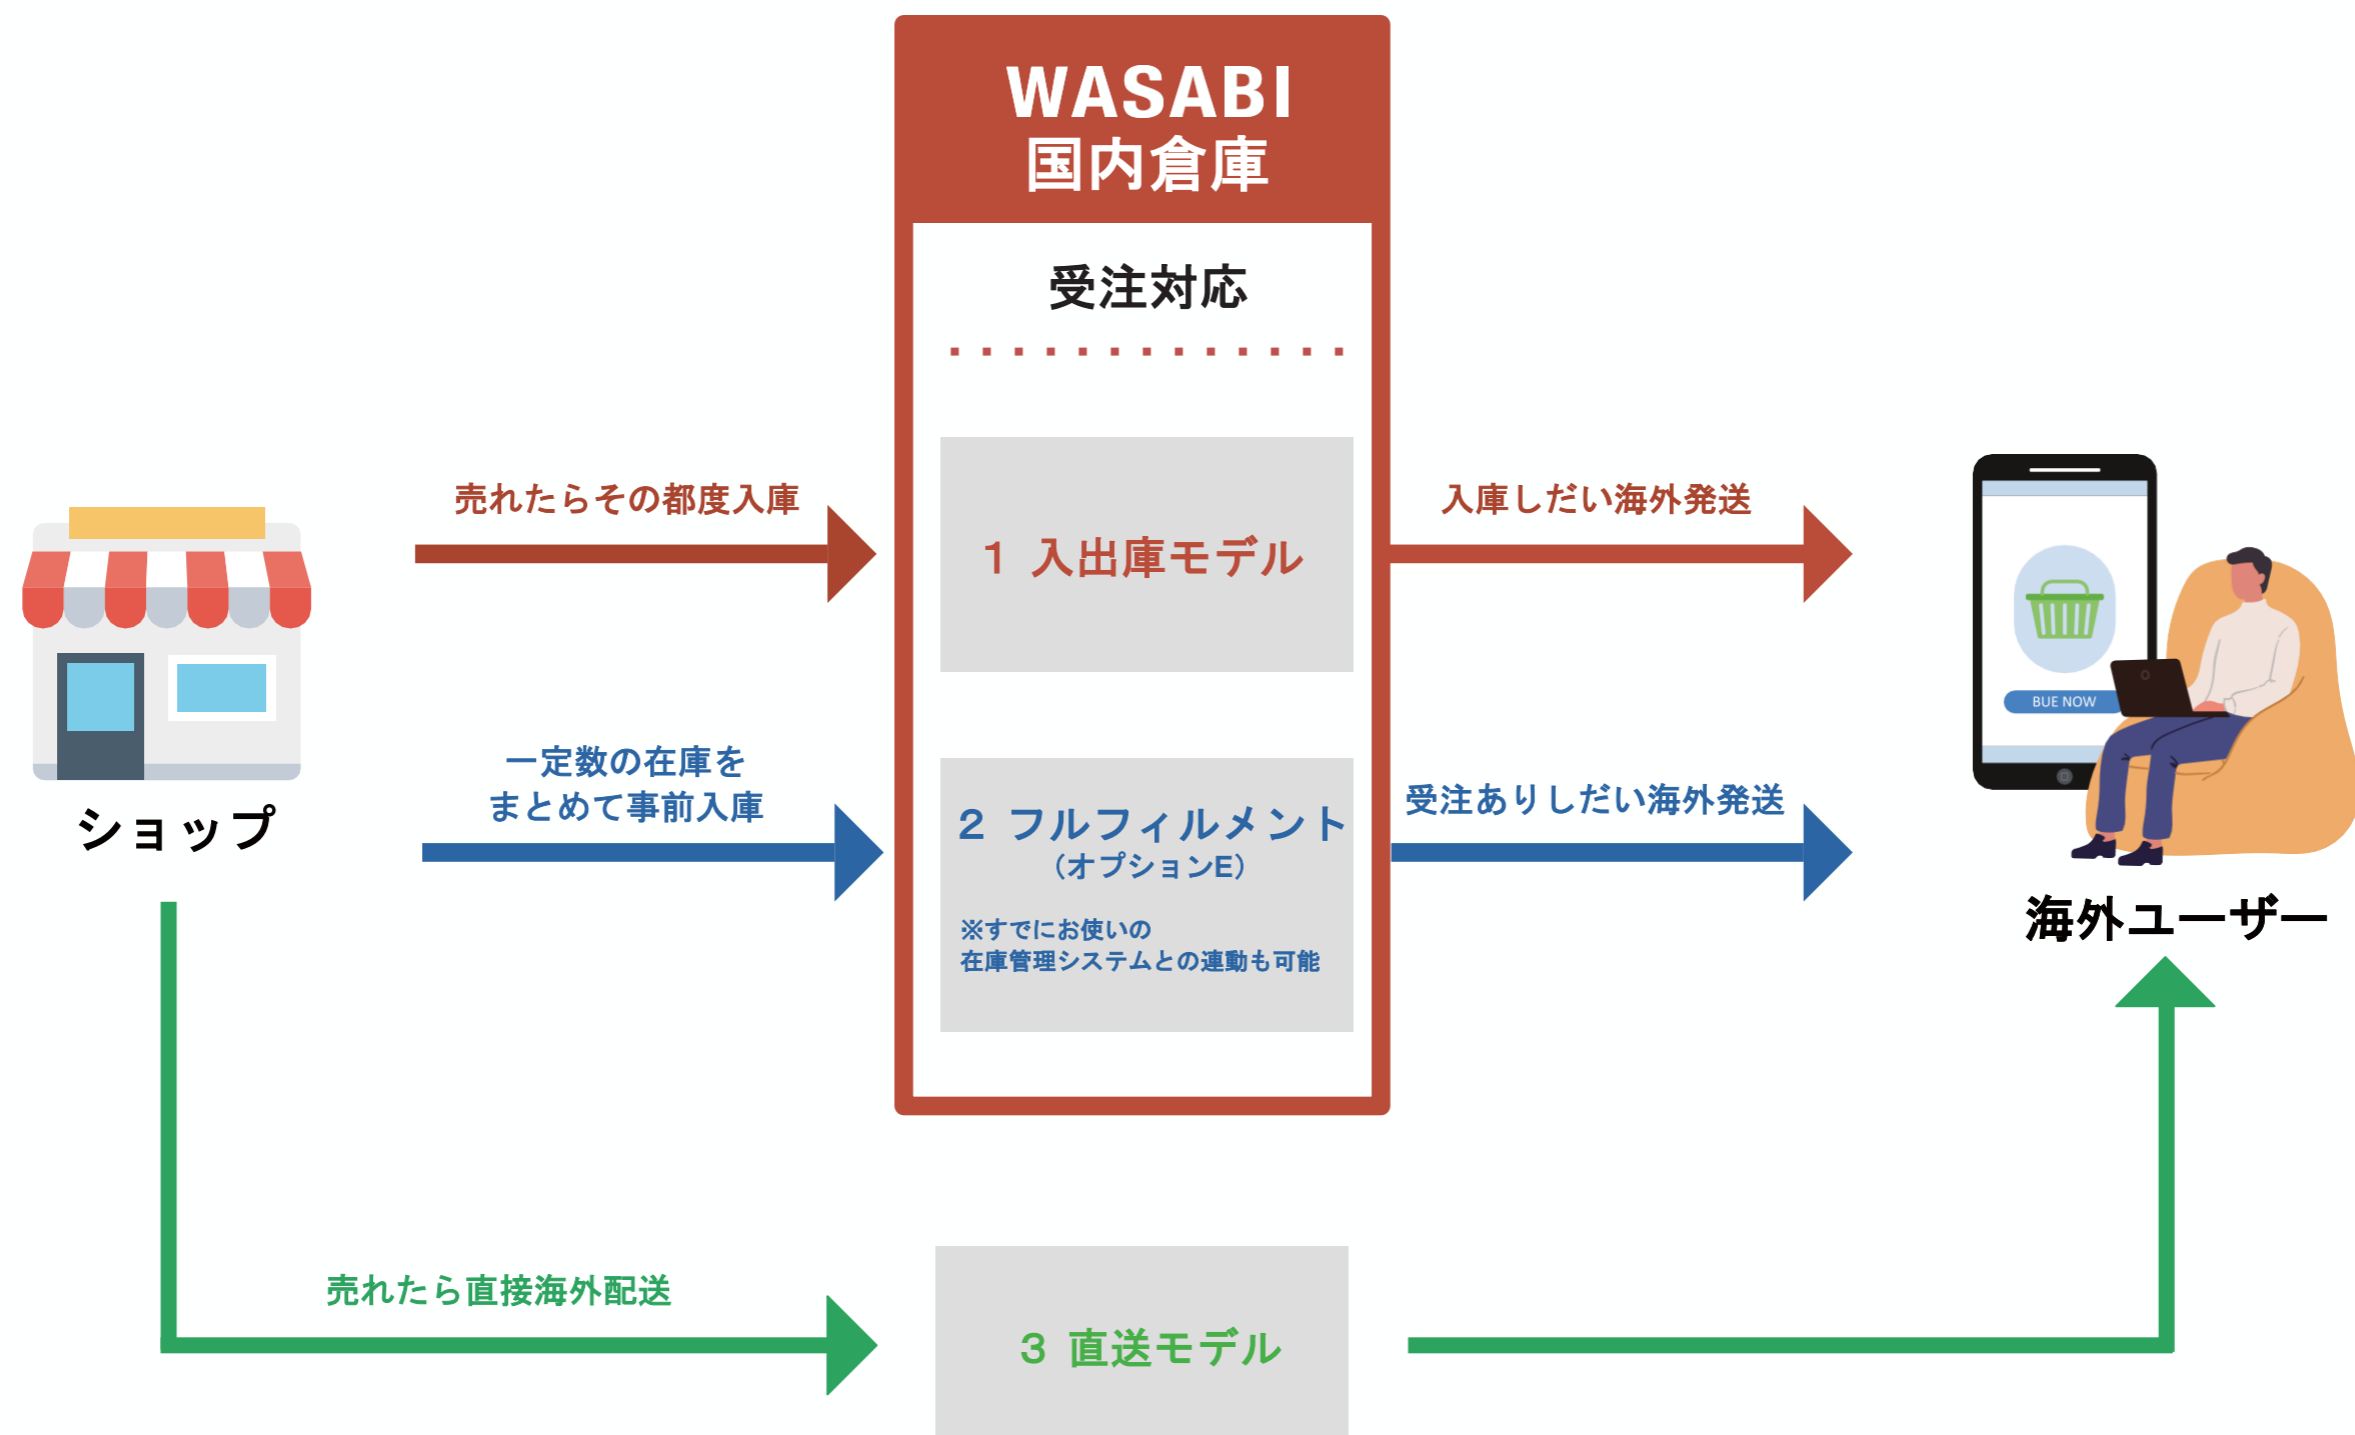 WASABI
国内倉庫
受注対応
売れたらその都度入庫
1 入出庫モデル
入庫しだい海外発送
一定数の在庫を
まとめて事前入庫
2 フルフィルメント
(オプションE)
※すでにお使いの
在庫管理システムとの連動も可能
受注ありしだい海外発送
BUE NOW
ショップ
海外ユーザー
売れたら直接海外配送
3 直送モデル